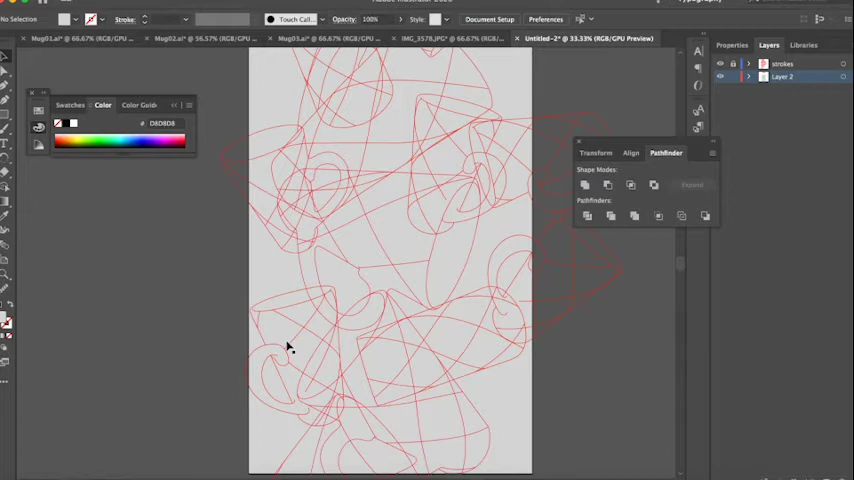 No Selection
Stroke:
Touch Call...
Opacity: 100%
Style:
Document Setup
Preferences
Mug01.ai* @ 66.67% (RGB/GPU ...
Mug02.ai* @ 56.57% (RGB/GPU ...
Mug03.ai* @ 66.67% (RGB/GPU ...
IMG_3578.JPG* @ 66.67% (RGB/GPU ...
Untitled-2* @ 33.33% (RGB/GPU Preview)
Properties
Layers
Libraries
strokes
Layer 2
Swatches
Color
Color Guide
# D8D8D8
Transform
Align
Pathfinder
Shape Modes:
Expand
Pathfinders: